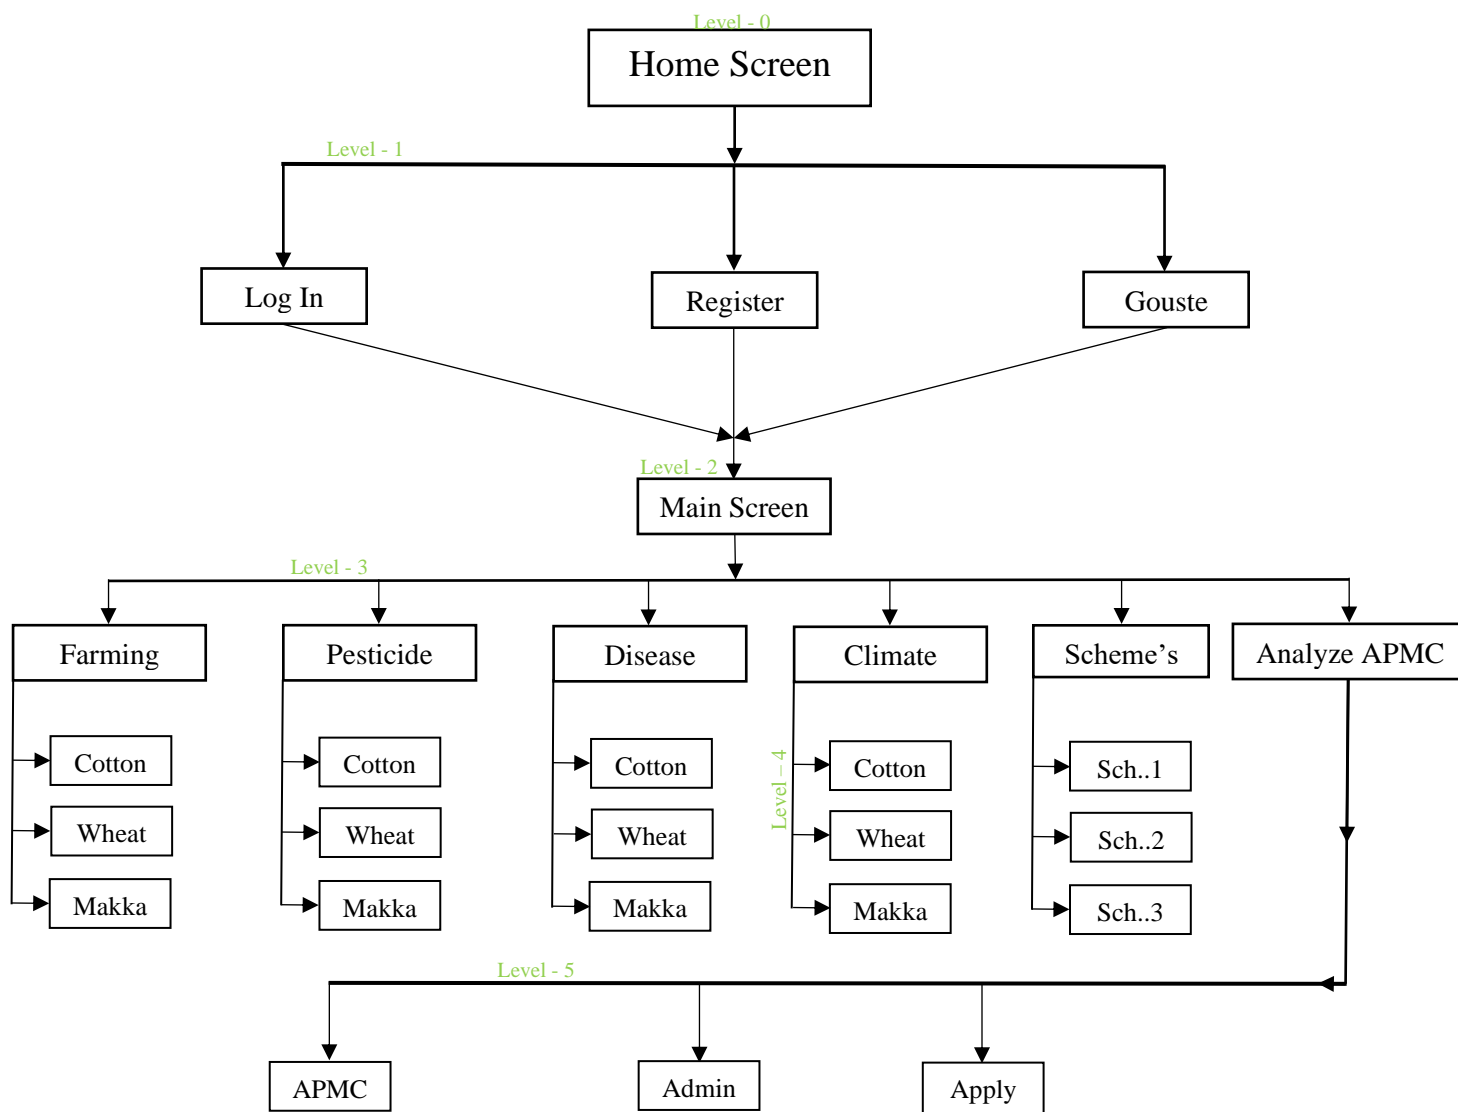 Level - 0
Home Screen
Level - 1
Log In
Register
Gouste
Level - 2
Main Screen
Level - 3
Farming
Pesticide
Disease
Climate
Scheme’s
Analyze APMC
Cotton
Wheat
Makka
Cotton
Wheat
Makka
Cotton
Wheat
Makka
Level – 4
Cotton
Wheat
Makka
Sch..1
Sch..2
Sch..3
Level - 5
APMC
Admin
Apply